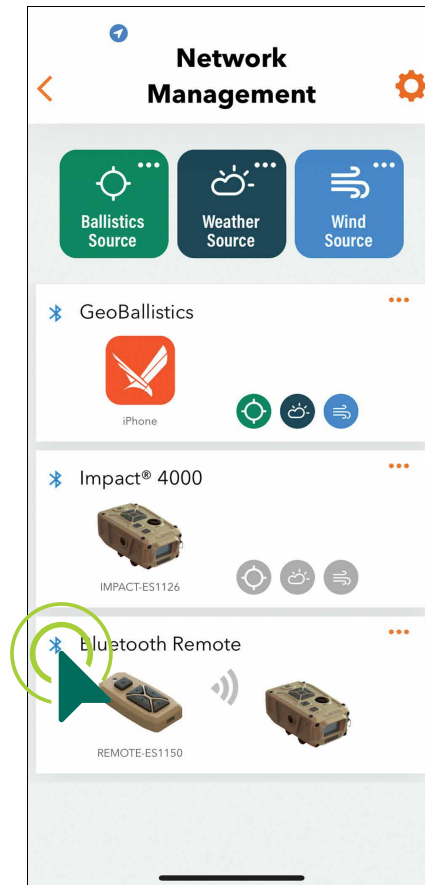 Network
Management
Ballistics
Source
Weather
Source
Wind
Source
GeoBallistics
iPhone
Impact® 4000
IMPACT-ES1126
Bluetooth Remote
REMOTE-ES1150